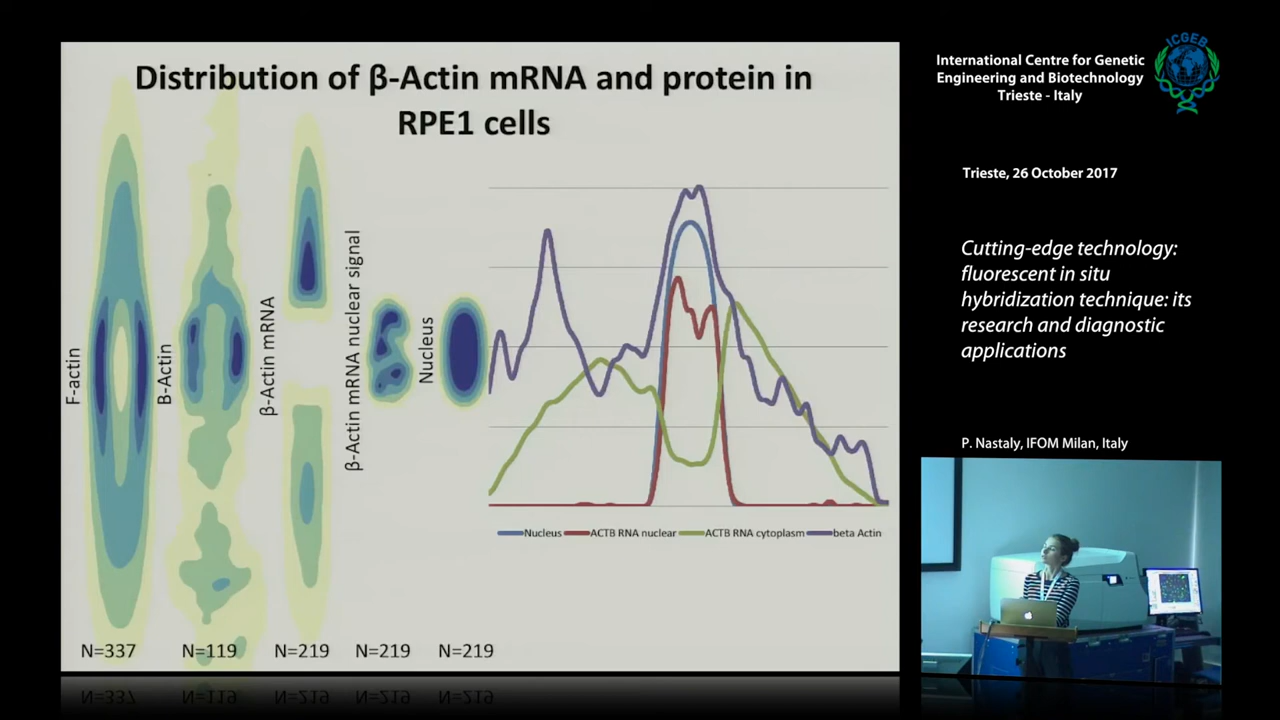 Distribution of β-Actin mRNA and protein in
RPE1 cells
F-actin
B-Actin
β-Actin mRNA
β-Actin mRNA nuclear signal
Nucleus
Nucleus
ACTB RNA nuclear
ACTB RNA cytoplasm
beta Actin
N=337
N=119
N=219
N=219
N=219
International Centre for Genetic
Engineering and Biotechnology
Trieste - Italy
ICGEB
Trieste, 26 October 2017
Cutting-edge technology:
fluorescent in situ
hybridization technique: its
research and diagnostic
applications
P. Nastaly, IFOM Milan, Italy